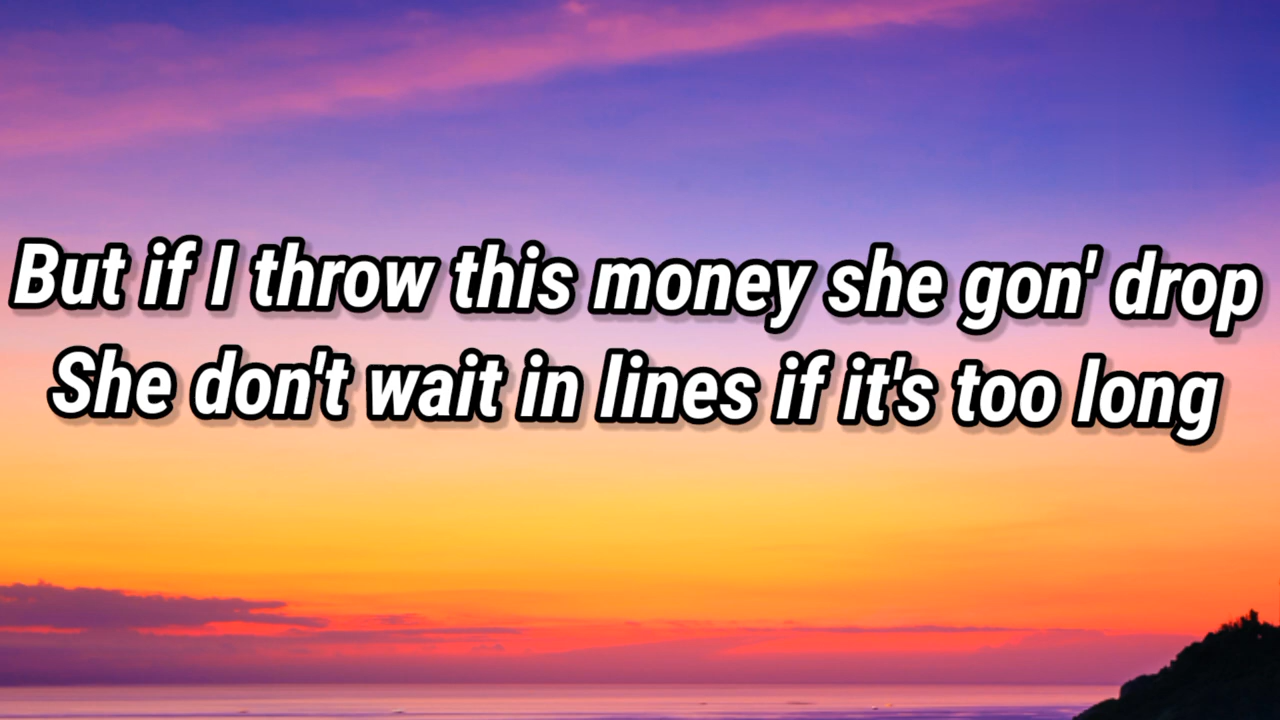 But if I throw this money she gon' drop
She don't wait in lines if it's too long